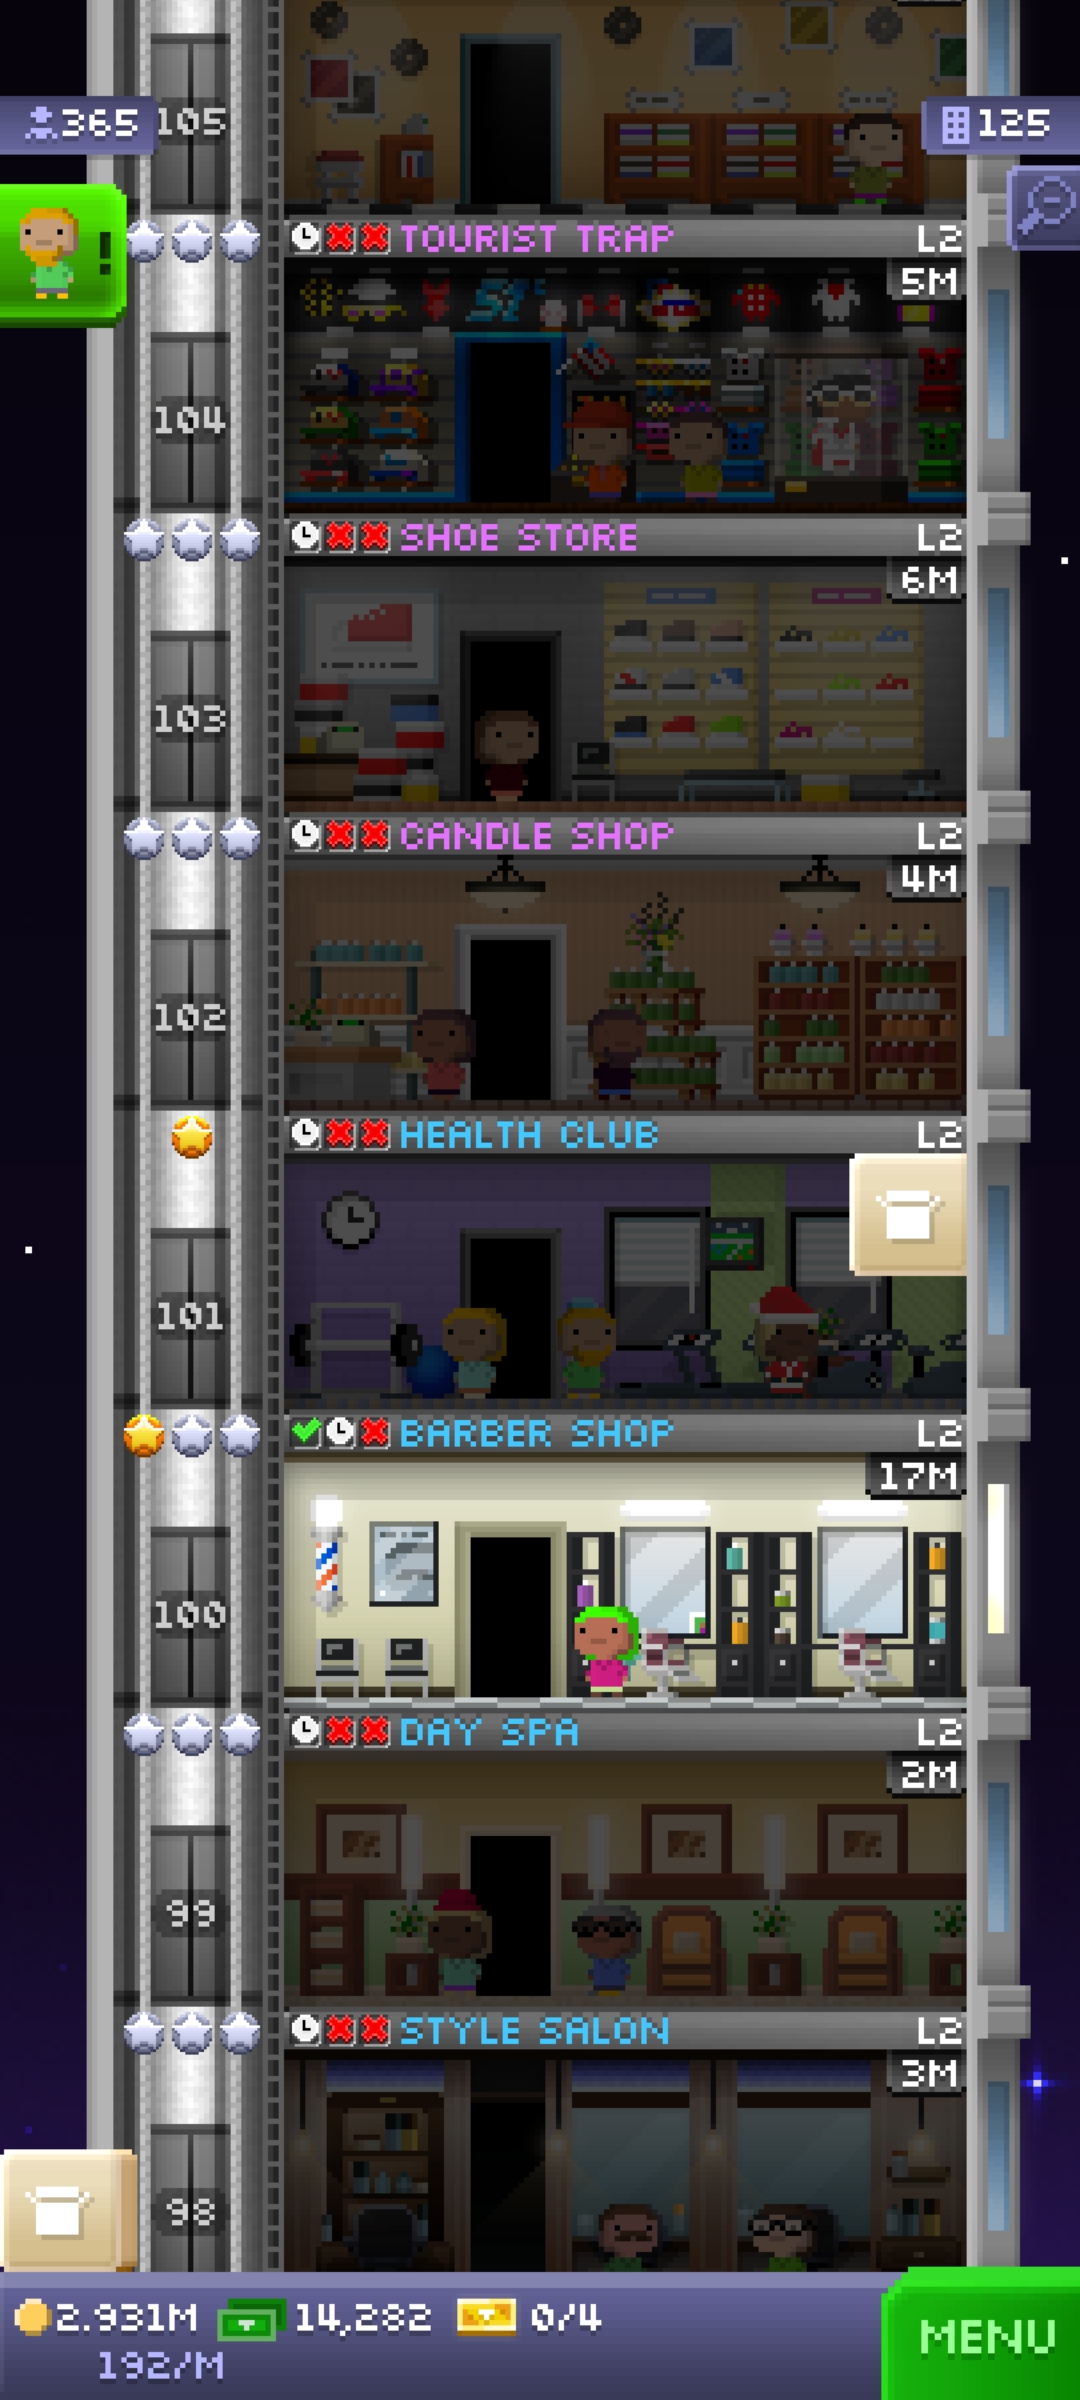 365
105
125
!
TOURIST TRAP
L2
5M
104
SHOE STORE
L2
6M
103
CANDLE SHOP
L2
4M
102
HEALTH CLUB
L2
101
BARBER SHOP
L2
17M
100
DAY SPA
L2
2M
99
STYLE SALON
L2
3M
98
2.931M 14,282 0/4
192/M
MENU